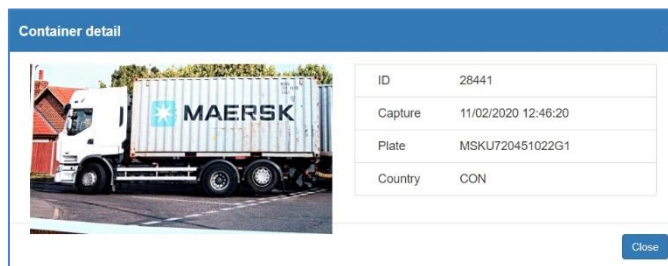 Container detail
MAERSK
ID 28441
Capture 11/02/2020 12:46:20
Plate MSKU720451022G1
Country CON
Close